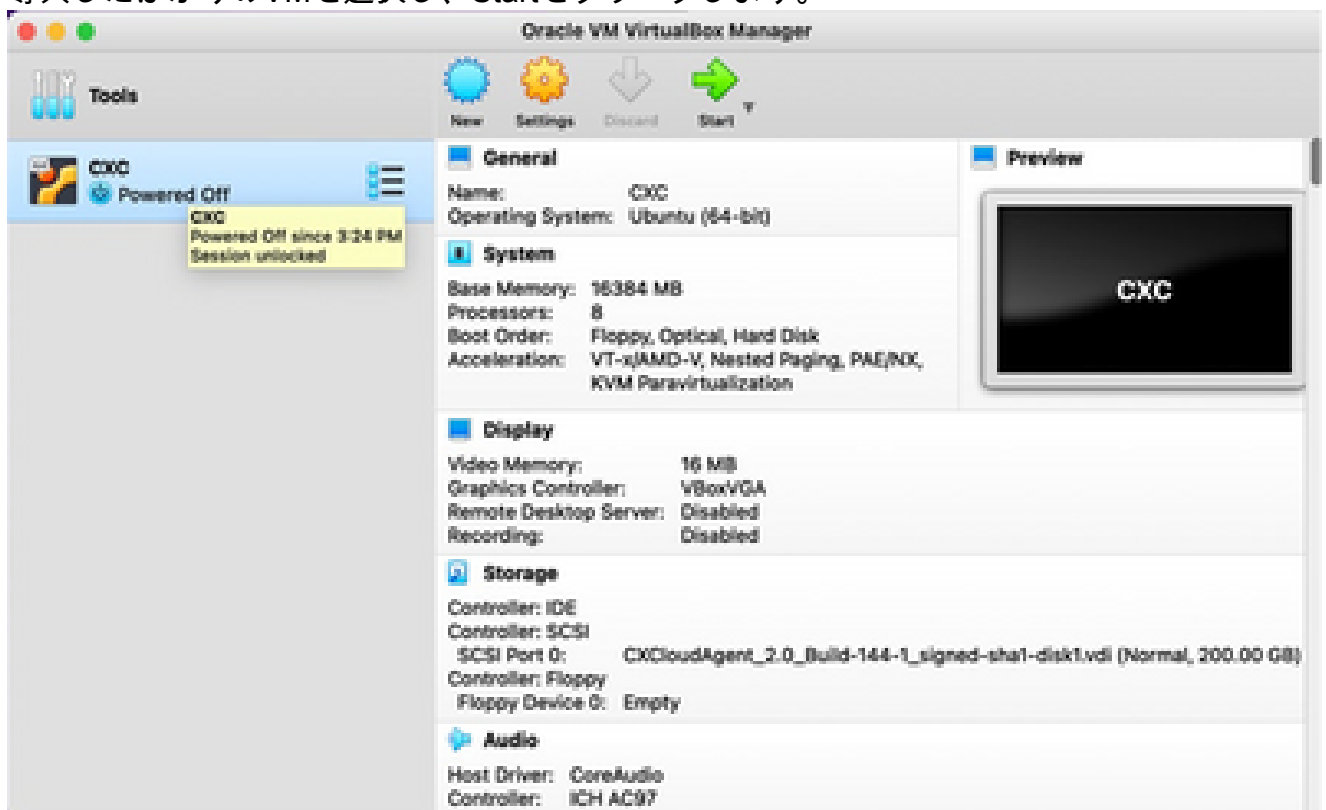 Oracle VM VirtualBox Manager
Tools
New Settings Discard Start
CXC
Powered Off
CXC
Powered Off since 3:24 PM
Session unlocked
General
Name: CXC
Operating System: Ubuntu (64-bit)
System
Base Memory: 16384 MB
Processors: 8
Boot Order: Floppy, Optical, Hard Disk
Acceleration: VT-x/AMD-V, Nested Paging, PAE/NX,
KVM Paravirtualization
Preview
CXC
Display
Video Memory: 16 MB
Graphics Controller: VBoxVGA
Remote Desktop Server: Disabled
Recording: Disabled
Storage
Controller: IDE
Controller: SCSI
SCSI Port 0: CXCloudAgent_2.0_Build-144-1_signed-sha1-disk1.vdi (Normal, 200.00 GB)
Controller: Floppy
Floppy Device 0: Empty
Audio
Host Driver: CoreAudio
Controller: ICH AC97